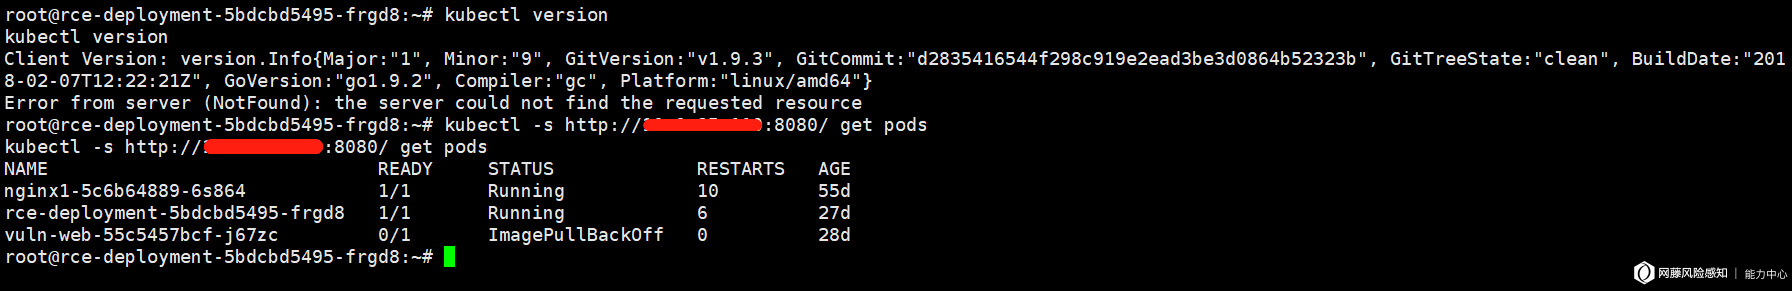 root@rce-deployment-5bdcbd5495-frgd8:~# kubectl version
kubectl version
Client Version: version.Info{Major:"1", Minor:"9", GitVersion:"v1.9.3", GitCommit:"d2835416544f298c919e2ead3be3d0864b52323b", GitTreeState:"clean", BuildDate:"201
8-02-07T12:22:21Z", GoVersion:"go1.9.2", Compiler:"gc", Platform:"linux/amd64"}
Error from server (NotFound): the server could not find the requested resource
root@rce-deployment-5bdcbd5495-frgd8:~# kubectl -s http:// :8080/ get pods
kubectl -s http:// :8080/ get pods
NAME READY STATUS RESTARTS AGE
nginx1-5c6b64889-6s864 1/1 Running 10 55d
rce-deployment-5bdcbd5495-frgd8 1/1 Running 6 27d
vuln-web-55c5457bcf-j67zc 0/1 ImagePullBackOff 0 28d
root@rce-deployment-5bdcbd5495-frgd8:~#
网藤风险感知 | 能力中心